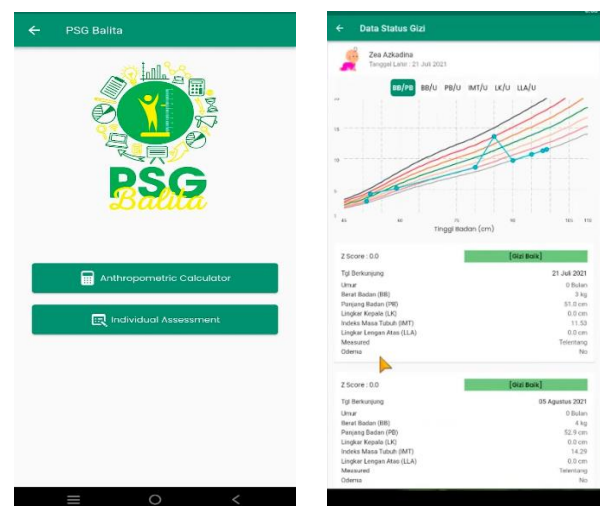 PSG Balita
PSG
Balita
Anthropometric Calculator
Individual Assessment
Data Status Gizi
Zea Azkadina
Tanggal Lahir : 21 Juli 2021
BB/PB BB/U PB/U IMT/U LK/U LLA/U
15
10
Tinggi Badan (cm)
Z Score : 0.0 [Gizi Baik]
Tgl Berkunjung 21 Juli 2021
Umur 0 Bulan
Berat Badan (BB) 3 kg
Panjang Badan (PB) 51.0 cm
Lingkar Kepala (LK) 0.0 cm
Indeks Masa Tubuh (IMT) 11.53
Lingkar Lengan Atas (LLA) 0.0 cm
Measured Telentang
Odema No
Z Score : 0.0 [Gizi Baik]
Tgl Berkunjung 05 Agustus 2021
Umur 0 Bulan
Berat Badan (BB) 4 kg
Panjang Badan (PB) 52.9 cm
Lingkar Kepala (LK) 0.0 cm
Indeks Masa Tubuh (IMT) 14.29
Lingkar Lengan Atas (LLA) 0.0 cm
Measured Telentang
Odema No